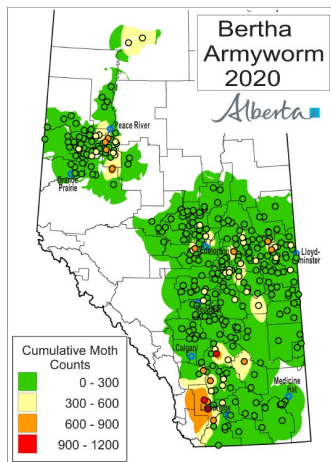 Bertha
Armyworm
2020
Alberta
Peace River
Grande
Prairie
Edmonton
Lloyd-
minster
Calgary
Medicine
Hat
Cumulative Moth
Counts
0 - 300
300 - 600
600 - 900
900 - 1200